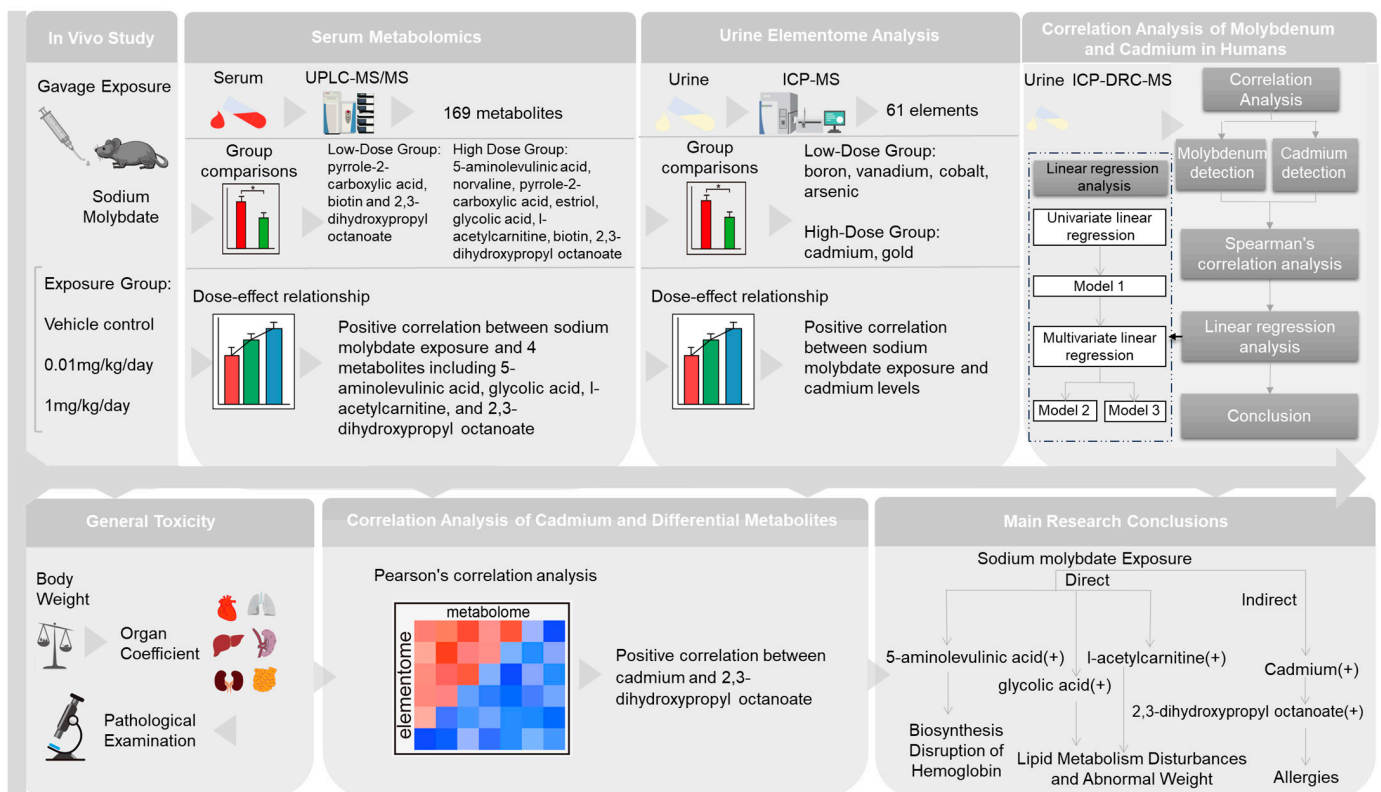 In Vivo Study
Gavage Exposure
Sodium
Molybdate
Exposure Group:
Vehicle control
0.01mg/kg/day
1mg/kg/day
Serum Metabolomics
Serum
UPLC-MS/MS
169 metabolites
Group
comparisons
*
Low-Dose Group:
pyrrole-2-
carboxylic acid,
biotin and 2,3-
dihydroxypropyl
octanoate
High Dose Group:
5-aminolevulinic acid,
norvaline, pyrrole-2-
carboxylic acid, estriol,
glycolic acid, l-
acetylcarnitine, biotin, 2,3-
dihydroxypropyl octanoate
Dose-effect relationship
Positive correlation between sodium
molybdate exposure and 4
metabolites including 5-
aminolevulinic acid, glycolic acid, l-
acetylcarnitine, and 2,3-
dihydroxypropyl octanoate
Urine Elementome Analysis
Urine
ICP-MS
61 elements
Group
comparisons
*
Low-Dose Group:
boron, vanadium, cobalt,
arsenic
High-Dose Group:
cadmium, gold
Dose-effect relationship
Positive correlation
between sodium
molybdate exposure and
cadmium levels
Correlation Analysis of Molybdenum
and Cadmium in Humans
Urine ICP-DRC-MS
Correlation
Analysis
Molybdenum
detection
Cadmium
detection
Spearman's
correlation analysis
Linear regression
analysis
Conclusion
Linear regression
analysis
Univariate linear
regression
Model 1
Multivariate linear
regression
Model 2
Model 3
General Toxicity
Body
Weight
Organ
Coefficient
Pathological
Examination
Correlation Analysis of Cadmium and Differential Metabolites
Pearson's correlation analysis
metabolome
elementome
Positive correlation between
cadmium and 2,3-
dihydroxypropyl octanoate
Main Research Conclusions
Sodium molybdate Exposure
Direct
Indirect
5-aminolevulinic acid(+)
l-acetylcarnitine(+)
glycolic acid(+)
Cadmium(+)
2,3-dihydroxypropyl octanoate(+)
Biosynthesis
Disruption of
Hemoglobin
Lipid Metabolism Disturbances
and Abnormal Weight
Allergies